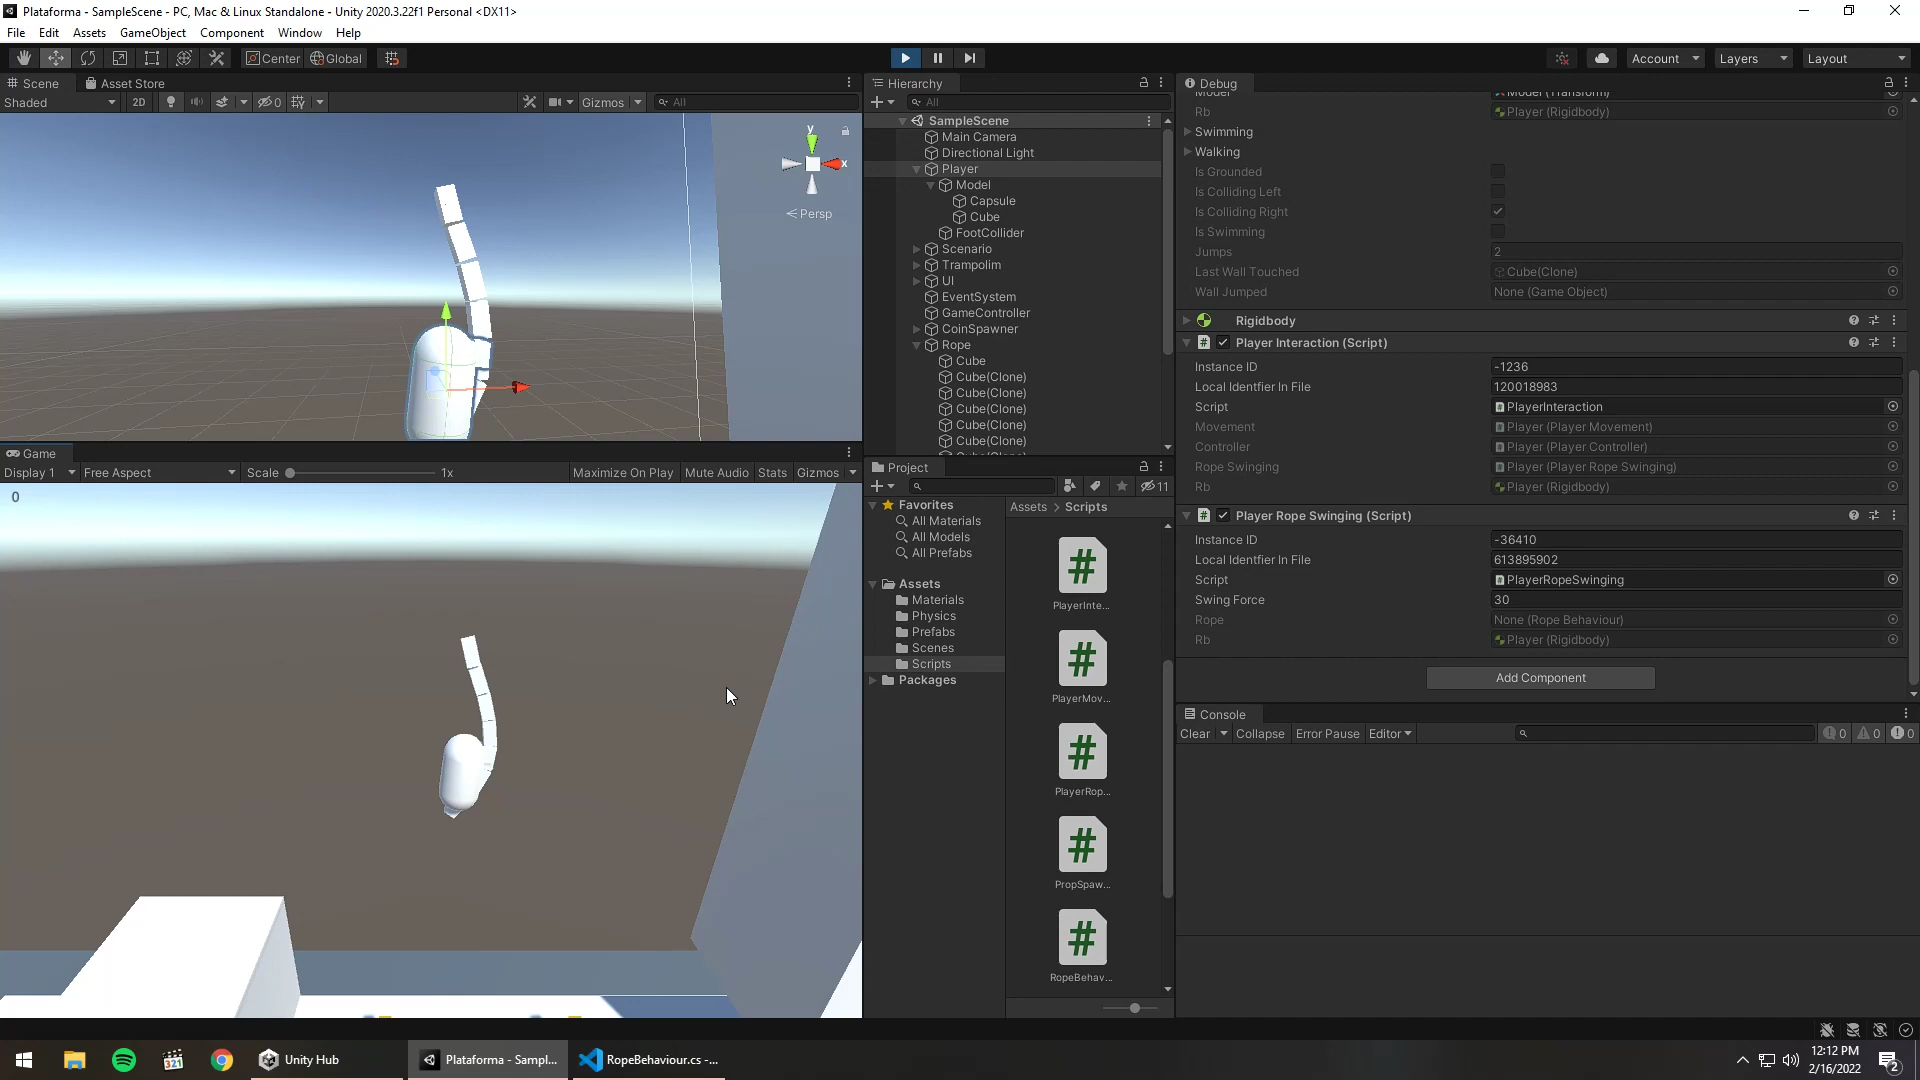 Plataforma - SampleScene - PC, Mac & Linux Standalone - Unity 2020.3.22f1 Personal <DX11>
File Edit Assets GameObject Component Window Help
Center Global
Account Layers Layout
Scene Asset Store
Shaded 2D 0 Gizmos All
y
x
Persp
Game
Display 1 Free Aspect Scale 1x Maximize On Play Mute Audio Stats Gizmos
0
Hierarchy
All
SampleScene
Main Camera
Directional Light
Player
Model
Capsule
Cube
FootCollider
Scenario
Trampolim
UI
EventSystem
GameController
CoinSpawner
Rope
Cube
Cube(Clone)
Cube(Clone)
Cube(Clone)
Cube(Clone)
Cube(Clone)
Project
11
Favorites
All Materials
All Models
All Prefabs
Assets
Materials
Physics
Prefabs
Scenes
Scripts
Packages
Assets > Scripts
PlayerInte...
PlayerMov...
PlayerRop...
PropSpaw...
RopeBehav...
Debug
Model Model (Transform)
Rb Player (Rigidbody)
Swimming
Walking
Is Grounded
Is Colliding Left
Is Colliding Right
Is Swimming
Jumps 2
Last Wall Touched Cube(Clone)
Wall Jumped None (Game Object)
Rigidbody
# Player Interaction (Script)
Instance ID -1236
Local Identfier In File 120018983
Script PlayerInteraction
Movement Player (Player Movement)
Controller Player (Player Controller)
Rope Swinging Player (Player Rope Swinging)
Rb Player (Rigidbody)
# Player Rope Swinging (Script)
Instance ID -36410
Local Identfier In File 613895902
Script PlayerRopeSwinging
Swing Force 30
Rope None (Rope Behaviour)
Rb Player (Rigidbody)
Add Component
Console
Clear Collapse Error Pause Editor 0 0 0
321
Unity Hub
Plataforma - Sampl...
RopeBehaviour.cs -...
12:12 PM
2/16/2022
2